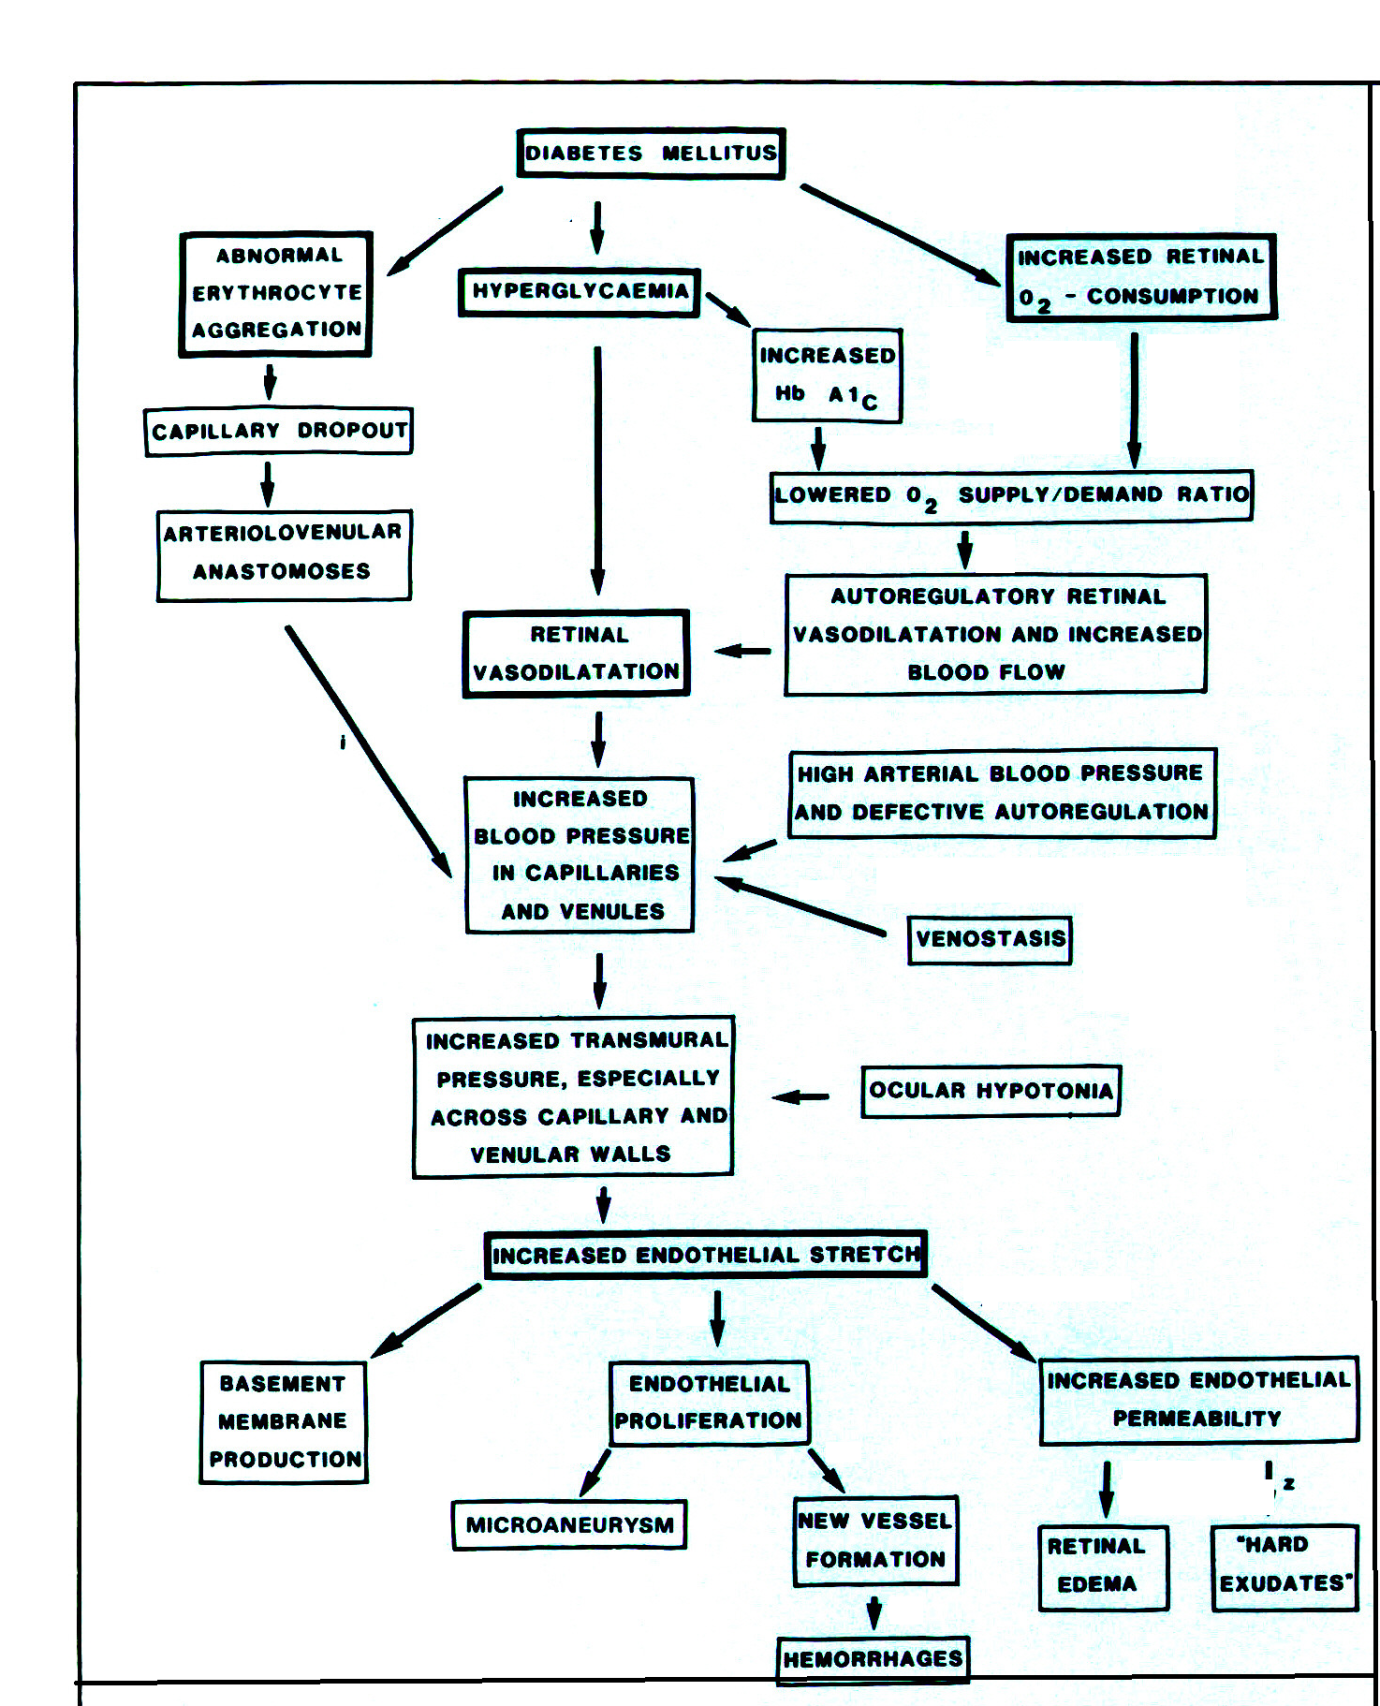 DIABETES MELLITUS
ABNORMAL
ERYTHROCYTE
AGGREGATION
HYPERGLYCAEMIA
INCREASED RETINAL
O2 - CONSUMPTION
INCREASED
Hb A1C
CAPILLARY DROPOUT
LOWERED O2 SUPPLY/DEMAND RATIO
ARTERIOLOVENULAR
ANASTOMOSES
AUTOREGULATORY RETINAL
VASODILATATION AND INCREASED
BLOOD FLOW
RETINAL
VASODILATATION
i
HIGH ARTERIAL BLOOD PRESSURE
AND DEFECTIVE AUTOREGULATION
INCREASED
BLOOD PRESSURE
IN CAPILLARIES
AND VENULES
VENOSTASIS
INCREASED TRANSMURAL
PRESSURE, ESPECIALLY
ACROSS CAPILLARY AND
VENULAR WALLS
OCULAR HYPOTONIA
INCREASED ENDOTHELIAL STRETCH
BASEMENT
MEMBRANE
PRODUCTION
ENDOTHELIAL
PROLIFERATION
INCREASED ENDOTHELIAL
PERMEABILITY
z
MICROANEURYSM
NEW VESSEL
FORMATION
RETINAL
EDEMA
"HARD
EXUDATES"
HEMORRHAGES